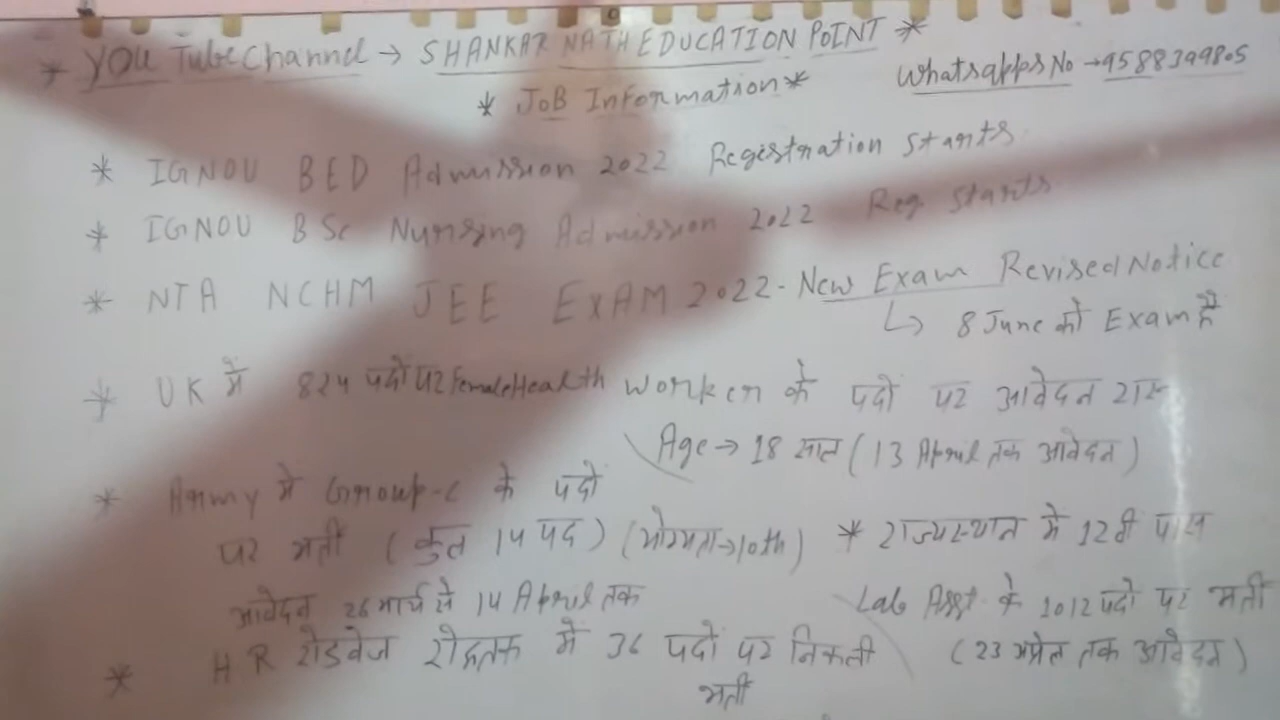 * YOU Tube Channel → SHANKAR NATH EDUCATION POINT *
Whatsapps No → 9588399805
* JOB Information *
* IGNOU BED Admission 2022 Registration Starts
* IGNOU BSc Nursing Admission 2022 Reg Starts
* NTA NCHM JEE EXAM 2022 - New Exam Revised Notice
↳ 8 June को Exam है
* UK में 824 पदों पर Female Health worker के पदों पर आवेदन
Age → 18 साल (13 April तक आवेदन)
* Army में Group-C के पदों
पर भर्ती (कुल 14 पद) (योग्यता→10th)
आवेदन 26 मार्च से 14 April तक
* राज्यस्थान में 12वी पास
Lab Asst. के 1012 पदों पर भर्ती
(23 अप्रेल तक आवेदन)
* HR रोडवेज रोहतक में 36 पदों पर निकली
भर्ती